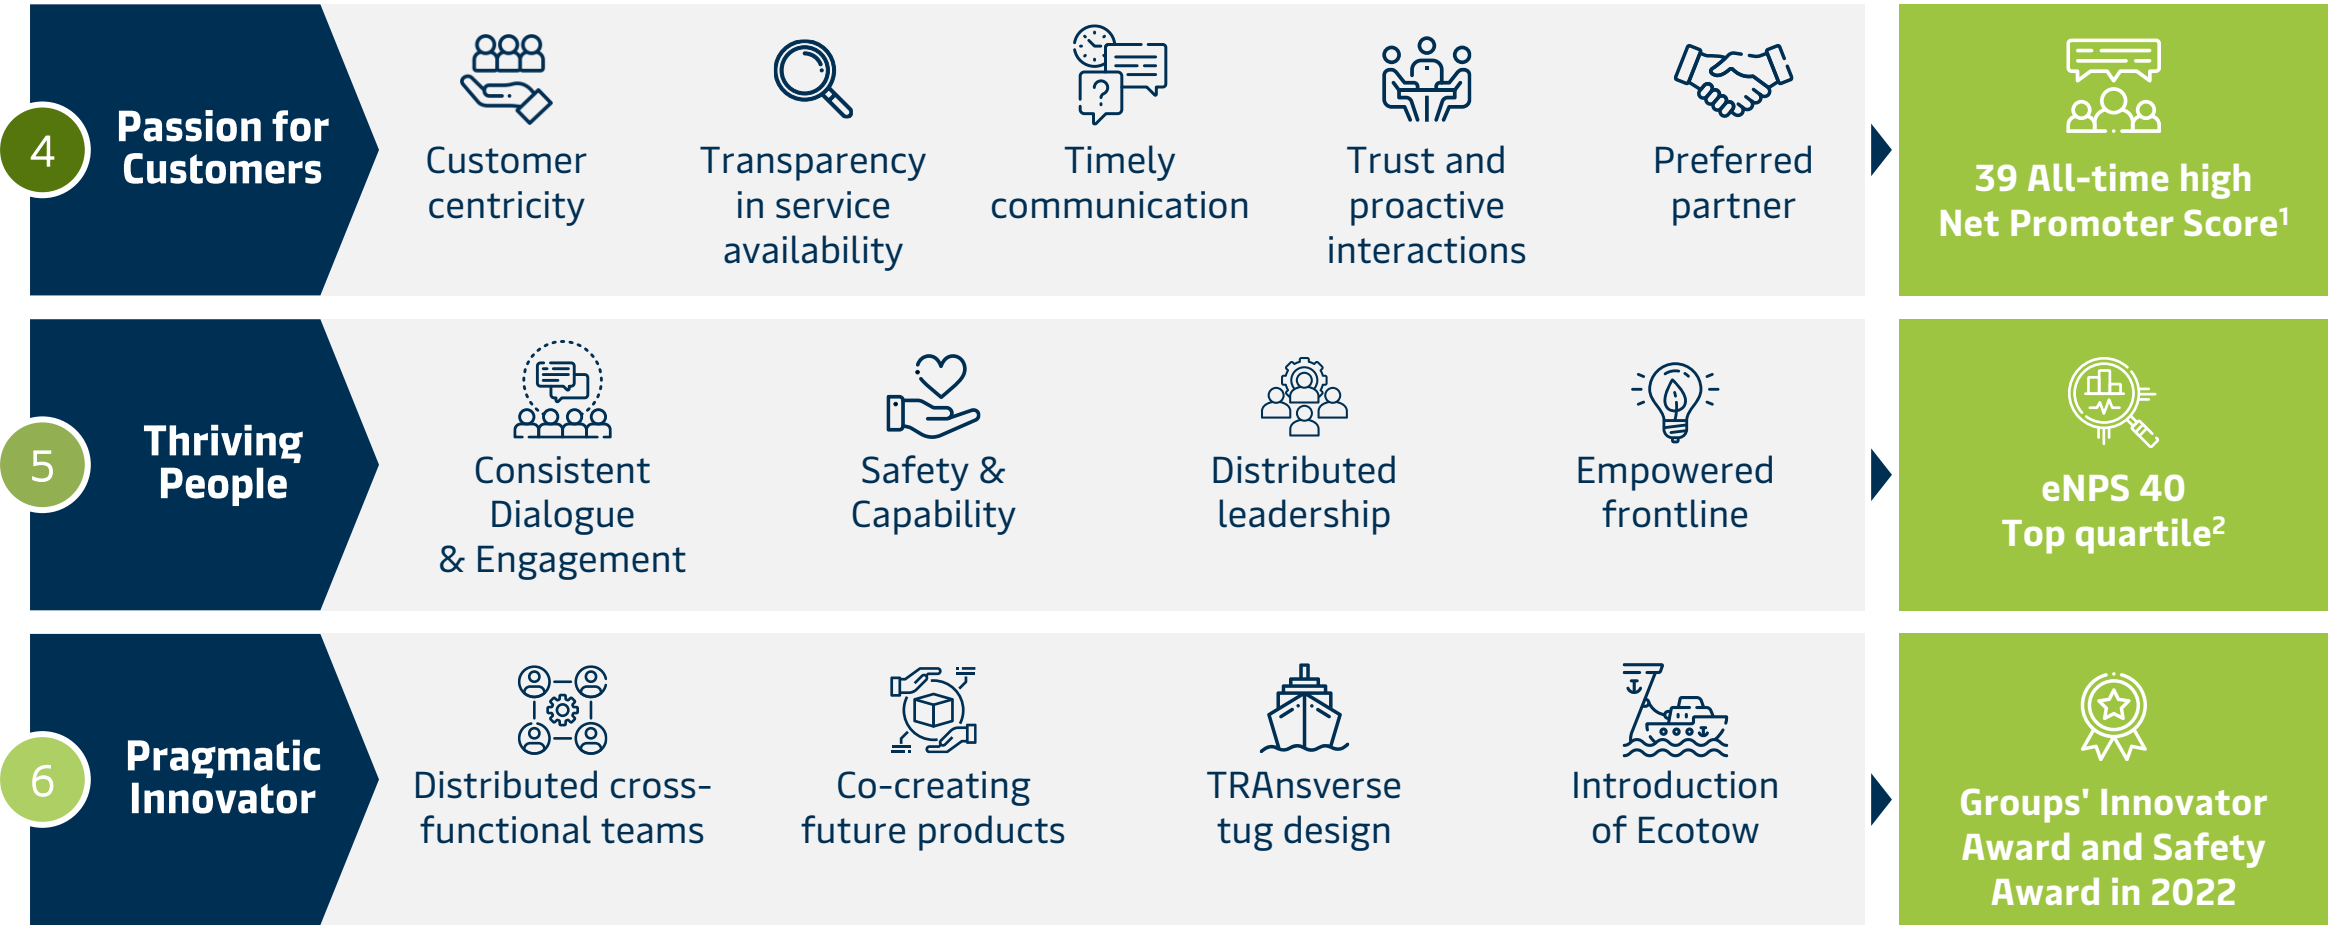 4
Passion for
Customers
Customer
centricity
Transparency
in service
availability
Timely
communication
Trust and
proactive
interactions
Preferred
partner
39 All-time high
Net Promoter Score¹
5
Thriving
People
Consistent
Dialogue
& Engagement
Safety &
Capability
Distributed
leadership
Empowered
frontline
eNPS 40
Top quartile²
6
Pragmatic
Innovator
Distributed cross-
functional teams
Co-creating
future products
TRAnsverse
tug design
Introduction
of Ecotow
Groups' Innovator
Award and Safety
Award in 2022